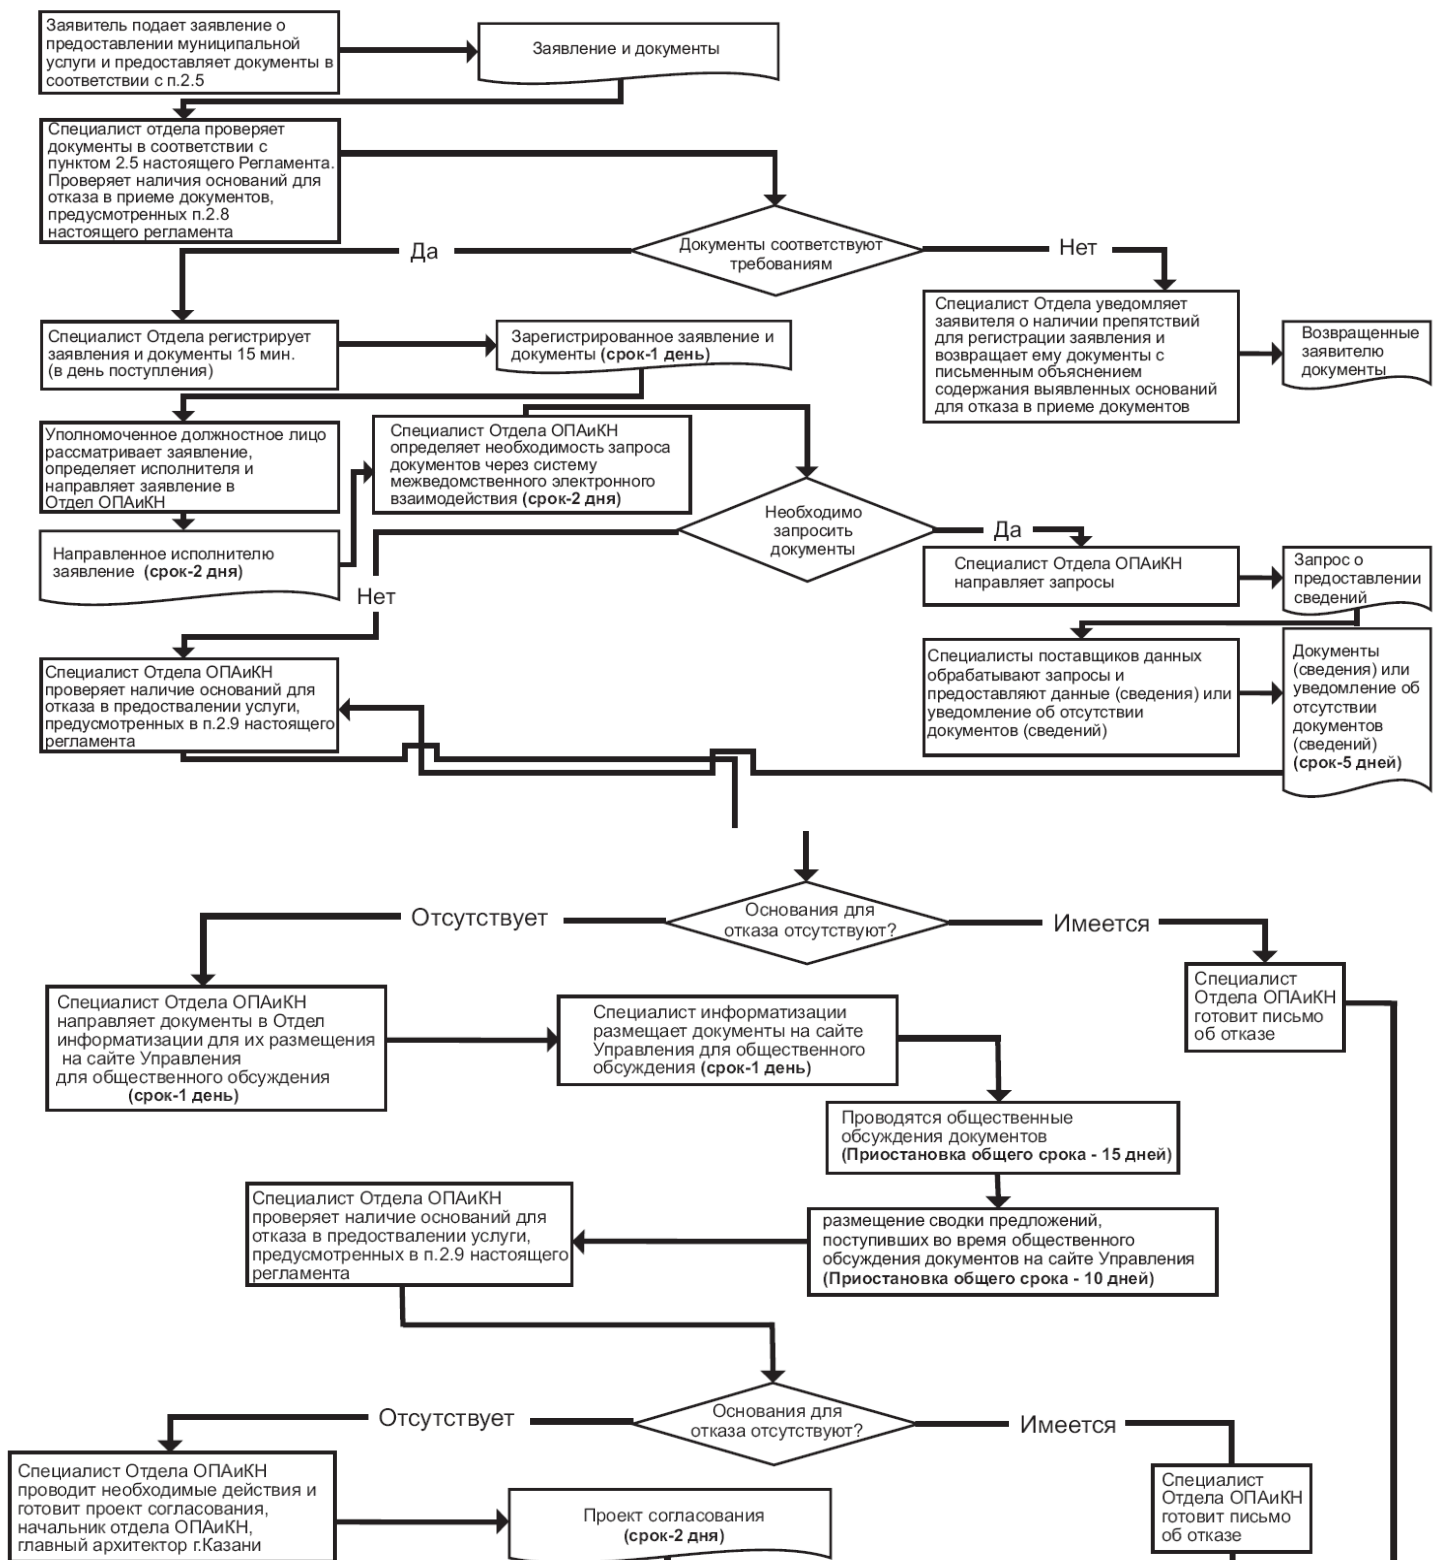 Заявитель подает заявление о
предоставлении муниципальной
услуги и предоставляет документы в
соответствии с п.2.5
Заявление и документы
Специалист отдела проверяет
документы в соответствии с
пунктом 2.5 настоящего Регламента.
Проверяет наличия оснований для
отказа в приеме документов,
предусмотренных п.2.8
настоящего регламента
Документы соответствуют
требованиям
Да
Нет
Специалист Отдела уведомляет
заявителя о наличии препятствий
для регистрации заявления и
возвращает ему документы с
письменным объяснением
содержания выявленных оснований
для отказа в приеме документов
Возвращенные
заявителю
документы
Специалист Отдела регистрирует
заявления и документы 15 мин.
(в день поступления)
Зарегистрированное заявление и
документы (срок-1 день)
Уполномоченное должностное лицо
рассматривает заявление,
определяет исполнителя и
направляет заявление в
Отдел ОПАиКН
Направленное исполнителю
заявление (срок-2 дня)
Специалист Отдела ОПАиКН
определяет необходимость запроса
документов через систему
межведомственного электронного
взаимодействия (срок-2 дня)
Необходимо
запросить
документы
Да
Нет
Специалист Отдела ОПАиКН
направляет запросы
Запрос о
предоставлении
сведений
Специалисты поставщиков данных
обрабатывают запросы и
предоставляют данные (сведения) или
уведомление об отсутствии
документов (сведений)
Документы
(сведения) или
уведомление об
отсутствии
документов
(сведений)
(срок-5 дней)
Специалист Отдела ОПАиКН
проверяет наличие оснований для
отказа в предоствалении услуги,
предусмотренных в п.2.9 настоящего
регламента
Основания для
отказа отсутствуют?
Отсутствует
Имеется
Специалист
Отдела ОПАиКН
готовит письмо
об отказе
Специалист Отдела ОПАиКН
направляет документы в Отдел
информатизации для их размещения
на сайте Управления
для общественного обсуждения
(срок-1 день)
Специалист информатизации
размещает документы на сайте
Управления для общественного
обсуждения (срок-1 день)
Проводятся общественные
обсуждения документов
(Приостановка общего срока - 15 дней)
размещение сводки предложений,
поступивших во время общественного
обсуждения документов на сайте Управления
(Приостановка общего срока - 10 дней)
Специалист Отдела ОПАиКН
проверяет наличие оснований для
отказа в предоствалении услуги,
предусмотренных в п.2.9 настоящего
регламента
Основания для
отказа отсутствуют?
Отсутствует
Имеется
Специалист Отдела ОПАиКН
проводит необходимые действия и
готовит проект согласования,
начальник отдела ОПАиКН,
главный архитектор г.Казани
Проект согласования
(срок-2 дня)
Специалист
Отдела ОПАиКН
готовит письмо
об отказе